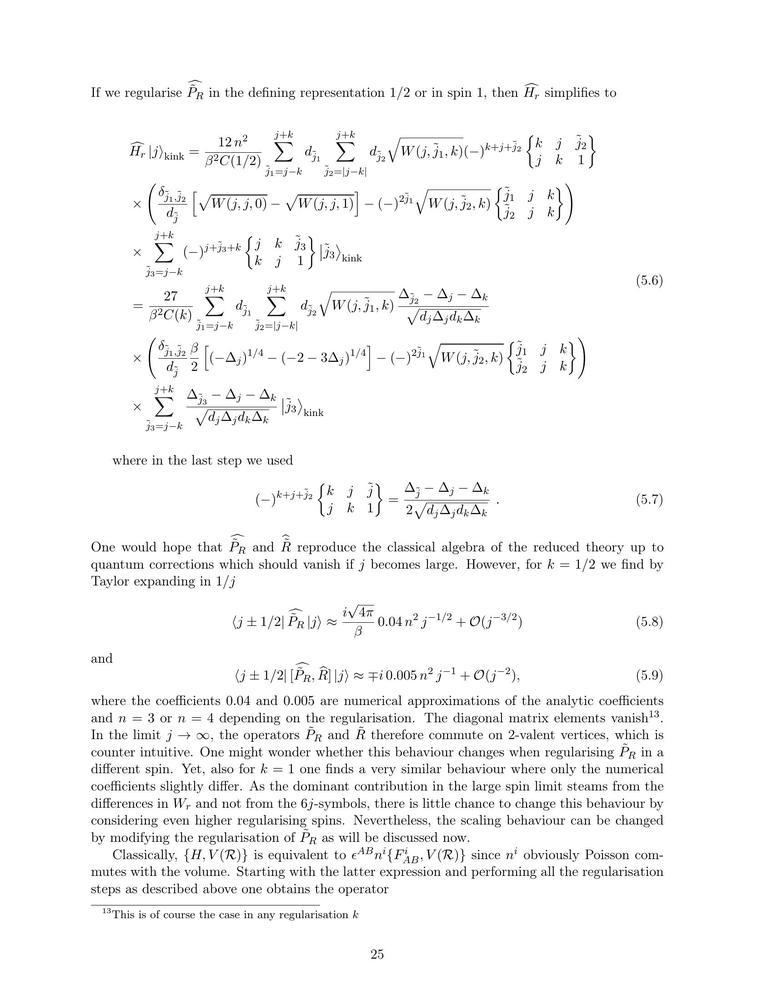 If we regularise $\widehat{\tilde{P}_R}$ in the defining representation 1/2 or in spin 1, then $\widehat{H_r}$ simplifies to
$\widehat{H_r}\,|j\rangle_{\text{kink}} = \frac{12\,n^2}{\beta^2 C(1/2)} \sum_{\tilde{j}_1=j-k}^{j+k} d_{\tilde{j}_1} \sum_{\tilde{j}_2=|j-k|}^{j+k} d_{\tilde{j}_2} \sqrt{W(j,\tilde{j}_1,k)} (-)^{k+j+\tilde{j}_2} \begin{Bmatrix} k & j & \tilde{j}_2 \\ j & k & 1 \end{Bmatrix}$
$\times \left( \frac{\delta_{\tilde{j}_1,\tilde{j}_2}}{d_{\tilde{j}}} \left[ \sqrt{W(j,j,0)} - \sqrt{W(j,j,1)} \right] - (-)^{2\tilde{j}_1} \sqrt{W(j,\tilde{j}_2,k)} \begin{Bmatrix} \tilde{j}_1 & j & k \\ \tilde{j}_2 & j & k \end{Bmatrix} \right)$
$\times \sum_{\tilde{j}_3=j-k}^{j+k} (-)^{j+\tilde{j}_3+k} \begin{Bmatrix} j & k & \tilde{j}_3 \\ k & j & 1 \end{Bmatrix} |\tilde{j}_3\rangle_{\text{kink}}$
(5.6)
$= \frac{27}{\beta^2 C(k)} \sum_{\tilde{j}_1=j-k}^{j+k} d_{\tilde{j}_1} \sum_{\tilde{j}_2=|j-k|}^{j+k} d_{\tilde{j}_2} \sqrt{W(j,\tilde{j}_1,k)} \frac{\Delta_{\tilde{j}_2} - \Delta_j - \Delta_k}{\sqrt{d_j \Delta_j d_k \Delta_k}}$
$\times \left( \frac{\delta_{\tilde{j}_1,\tilde{j}_2}}{d_{\tilde{j}}} \frac{\beta}{2} \left[ (-\Delta_j)^{1/4} - (-2 - 3\Delta_j)^{1/4} \right] - (-)^{2\tilde{j}_1} \sqrt{W(j,\tilde{j}_2,k)} \begin{Bmatrix} \tilde{j}_1 & j & k \\ \tilde{j}_2 & j & k \end{Bmatrix} \right)$
$\times \sum_{\tilde{j}_3=j-k}^{j+k} \frac{\Delta_{\tilde{j}_3} - \Delta_j - \Delta_k}{\sqrt{d_j \Delta_j d_k \Delta_k}} |\tilde{j}_3\rangle_{\text{kink}}$
where in the last step we used
$(-)^{k+j+\tilde{j}_2} \begin{Bmatrix} k & j & \tilde{j} \\ j & k & 1 \end{Bmatrix} = \frac{\Delta_{\tilde{j}} - \Delta_j - \Delta_k}{2\sqrt{d_j \Delta_j d_k \Delta_k}}\ .$ (5.7)
One would hope that $\widehat{\tilde{P}_R}$ and $\widehat{\tilde{R}}$ reproduce the classical algebra of the reduced theory up to
quantum corrections which should vanish if $j$ becomes large. However, for $k = 1/2$ we find by
Taylor expanding in $1/j$
$\langle j \pm 1/2|\, \widehat{\tilde{P}_R}\, |j\rangle \approx \frac{i\sqrt{4\pi}}{\beta}\, 0.04\, n^2\, j^{-1/2} + \mathcal{O}(j^{-3/2})$ (5.8)
and
$\langle j \pm 1/2|\, [\widehat{\tilde{P}_R}, \widehat{R}]\, |j\rangle \approx \mp i\, 0.005\, n^2\, j^{-1} + \mathcal{O}(j^{-2}),$ (5.9)
where the coefficients 0.04 and 0.005 are numerical approximations of the analytic coefficients
and $n = 3$ or $n = 4$ depending on the regularisation. The diagonal matrix elements vanish$^{13}$.
In the limit $j \to \infty$, the operators $\tilde{P}_R$ and $\tilde{R}$ therefore commute on 2-valent vertices, which is
counter intuitive. One might wonder whether this behaviour changes when regularising $\tilde{P}_R$ in a
different spin. Yet, also for $k = 1$ one finds a very similar behaviour where only the numerical
coefficients slightly differ. As the dominant contribution in the large spin limit steams from the
differences in $W_r$ and not from the $6j$-symbols, there is little chance to change this behaviour by
considering even higher regularising spins. Nevertheless, the scaling behaviour can be changed
by modifying the regularisation of $\tilde{P}_R$ as will be discussed now.
Classically, $\{H, V(\mathcal{R})\}$ is equivalent to $\epsilon^{AB} n^i \{F^i_{AB}, V(\mathcal{R})\}$ since $n^i$ obviously Poisson com-
mutes with the volume. Starting with the latter expression and performing all the regularisation
steps as described above one obtains the operator
$^{13}$This is of course the case in any regularisation $k$
25